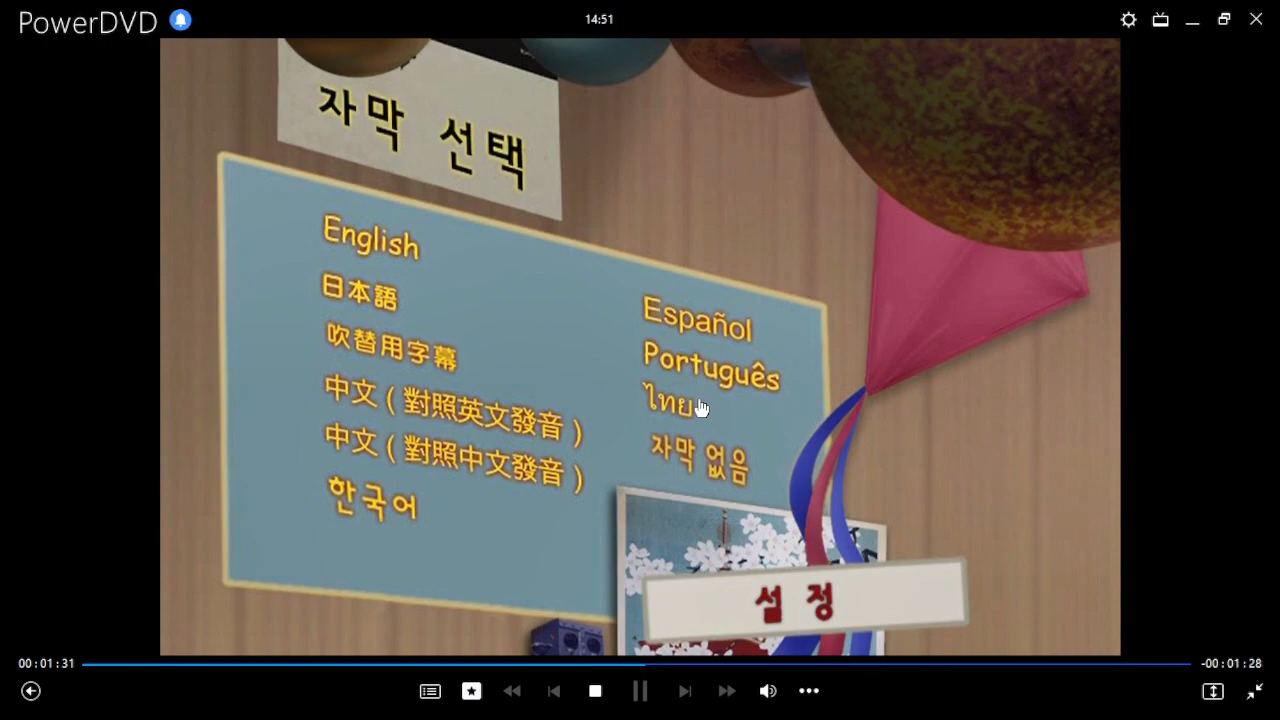 PowerDVD
14:51
자막 선택
English
日本語
吹替用字幕
中文 ( 對照英文發音 )
中文 ( 對照中文發音 )
한국어
Español
Português
ไทย
자막 없음
설정
00:01:31
-00:01:28